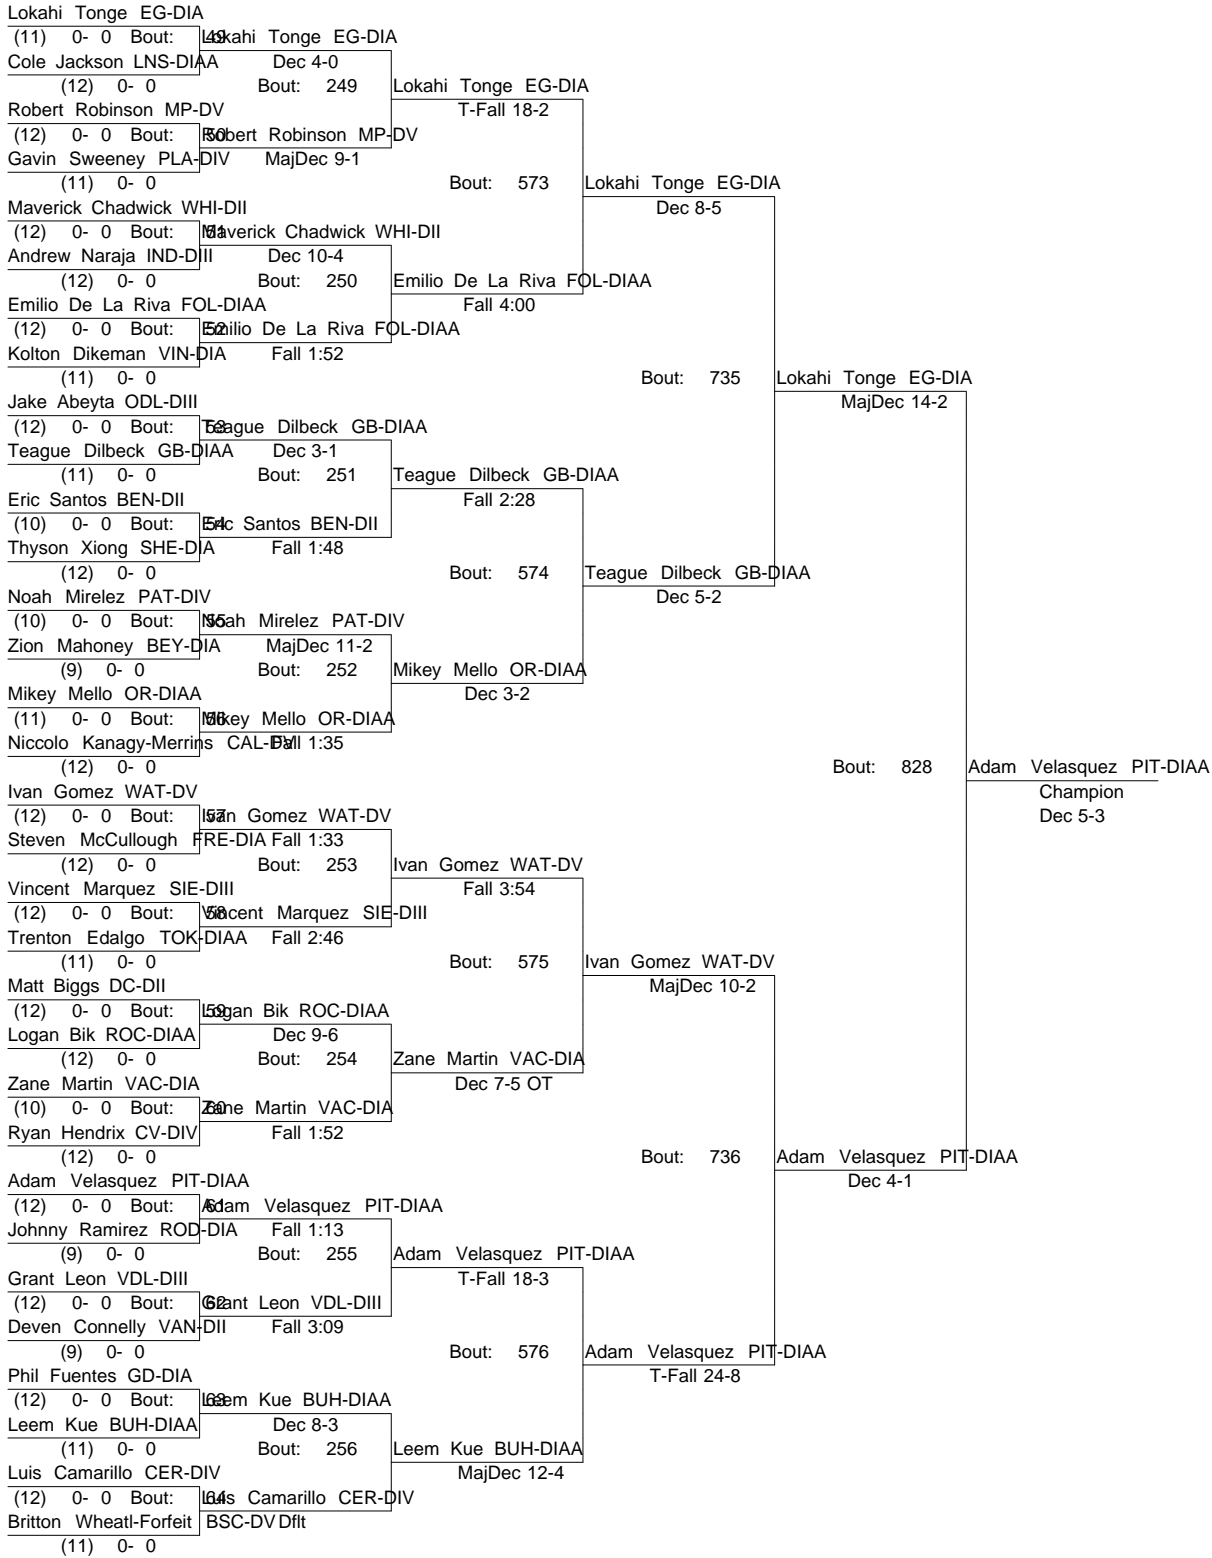 Lokahi Tonge EG-DIA
(11) 0- 0 Bout: 49 Lokahi Tonge EG-DIA
Cole Jackson LNS-DIAA Dec 4-0
(12) 0- 0 Bout: 249 Lokahi Tonge EG-DIA
Robert Robinson MP-DV T-Fall 18-2
(12) 0- 0 Bout: 50 Robert Robinson MP-DV
Gavin Sweeney PLA-DIV MajDec 9-1
(11) 0- 0 Bout: 573 Lokahi Tonge EG-DIA
Maverick Chadwick WHI-DII Dec 8-5
(12) 0- 0 Bout: 51 Maverick Chadwick WHI-DII
Andrew Naraja IND-DIII Dec 10-4
(12) 0- 0 Bout: 250 Emilio De La Riva FOL-DIAA
Emilio De La Riva FOL-DIAA Fall 4:00
(12) 0- 0 Bout: 52 Emilio De La Riva FOL-DIAA
Kolton Dikeman VIN-DIA Fall 1:52
(11) 0- 0 Bout: 735 Lokahi Tonge EG-DIA
Jake Abeyta ODL-DIII MajDec 14-2
(12) 0- 0 Bout: 53 Teague Dilbeck GB-DIAA
Teague Dilbeck GB-DIAA Dec 3-1
(11) 0- 0 Bout: 251 Teague Dilbeck GB-DIAA
Eric Santos BEN-DII Fall 2:28
(10) 0- 0 Bout: 54 Eric Santos BEN-DII
Thyson Xiong SHE-DIA Fall 1:48
(12) 0- 0 Bout: 574 Teague Dilbeck GB-DIAA
Noah Mirelez PAT-DIV Dec 5-2
(10) 0- 0 Bout: 55 Noah Mirelez PAT-DIV
Zion Mahoney BEY-DIA MajDec 11-2
(9) 0- 0 Bout: 252 Mikey Mello OR-DIAA
Mikey Mello OR-DIAA Dec 3-2
(11) 0- 0 Bout: 56 Mikey Mello OR-DIAA
Niccolo Kanagy-Merrins CAL-DV Fall 1:35
(12) 0- 0 Bout: 828 Adam Velasquez PIT-DIAA
Ivan Gomez WAT-DV Champion
(12) 0- 0 Bout: 57 Ivan Gomez WAT-DV Dec 5-3
Steven McCullough FRE-DIA Fall 1:33
(12) 0- 0 Bout: 253 Ivan Gomez WAT-DV
Vincent Marquez SIE-DIII Fall 3:54
(12) 0- 0 Bout: 58 Vincent Marquez SIE-DIII
Trenton Edalgo TOK-DIAA Fall 2:46
(11) 0- 0 Bout: 575 Ivan Gomez WAT-DV
Matt Biggs DC-DII MajDec 10-2
(12) 0- 0 Bout: 59 Logan Bik ROC-DIAA
Logan Bik ROC-DIAA Dec 9-6
(12) 0- 0 Bout: 254 Zane Martin VAC-DIA
Zane Martin VAC-DIA Dec 7-5 OT
(10) 0- 0 Bout: 60 Zane Martin VAC-DIA
Ryan Hendrix CV-DIV Fall 1:52
(12) 0- 0 Bout: 736 Adam Velasquez PIT-DIAA
Adam Velasquez PIT-DIAA Dec 4-1
(12) 0- 0 Bout: 61 Adam Velasquez PIT-DIAA
Johnny Ramirez ROD-DIA Fall 1:13
(9) 0- 0 Bout: 255 Adam Velasquez PIT-DIAA
Grant Leon VDL-DIII T-Fall 18-3
(12) 0- 0 Bout: 62 Grant Leon VDL-DIII
Deven Connelly VAN-DII Fall 3:09
(9) 0- 0 Bout: 576 Adam Velasquez PIT-DIAA
Phil Fuentes GD-DIA T-Fall 24-8
(12) 0- 0 Bout: 63 Leem Kue BUH-DIAA
Leem Kue BUH-DIAA Dec 8-3
(11) 0- 0 Bout: 256 Leem Kue BUH-DIAA
Luis Camarillo CER-DIV MajDec 12-4
(12) 0- 0 Bout: 64 Luis Camarillo CER-DIV
Britton Wheatl-Forfeit BSC-DV Dflt
(11) 0- 0